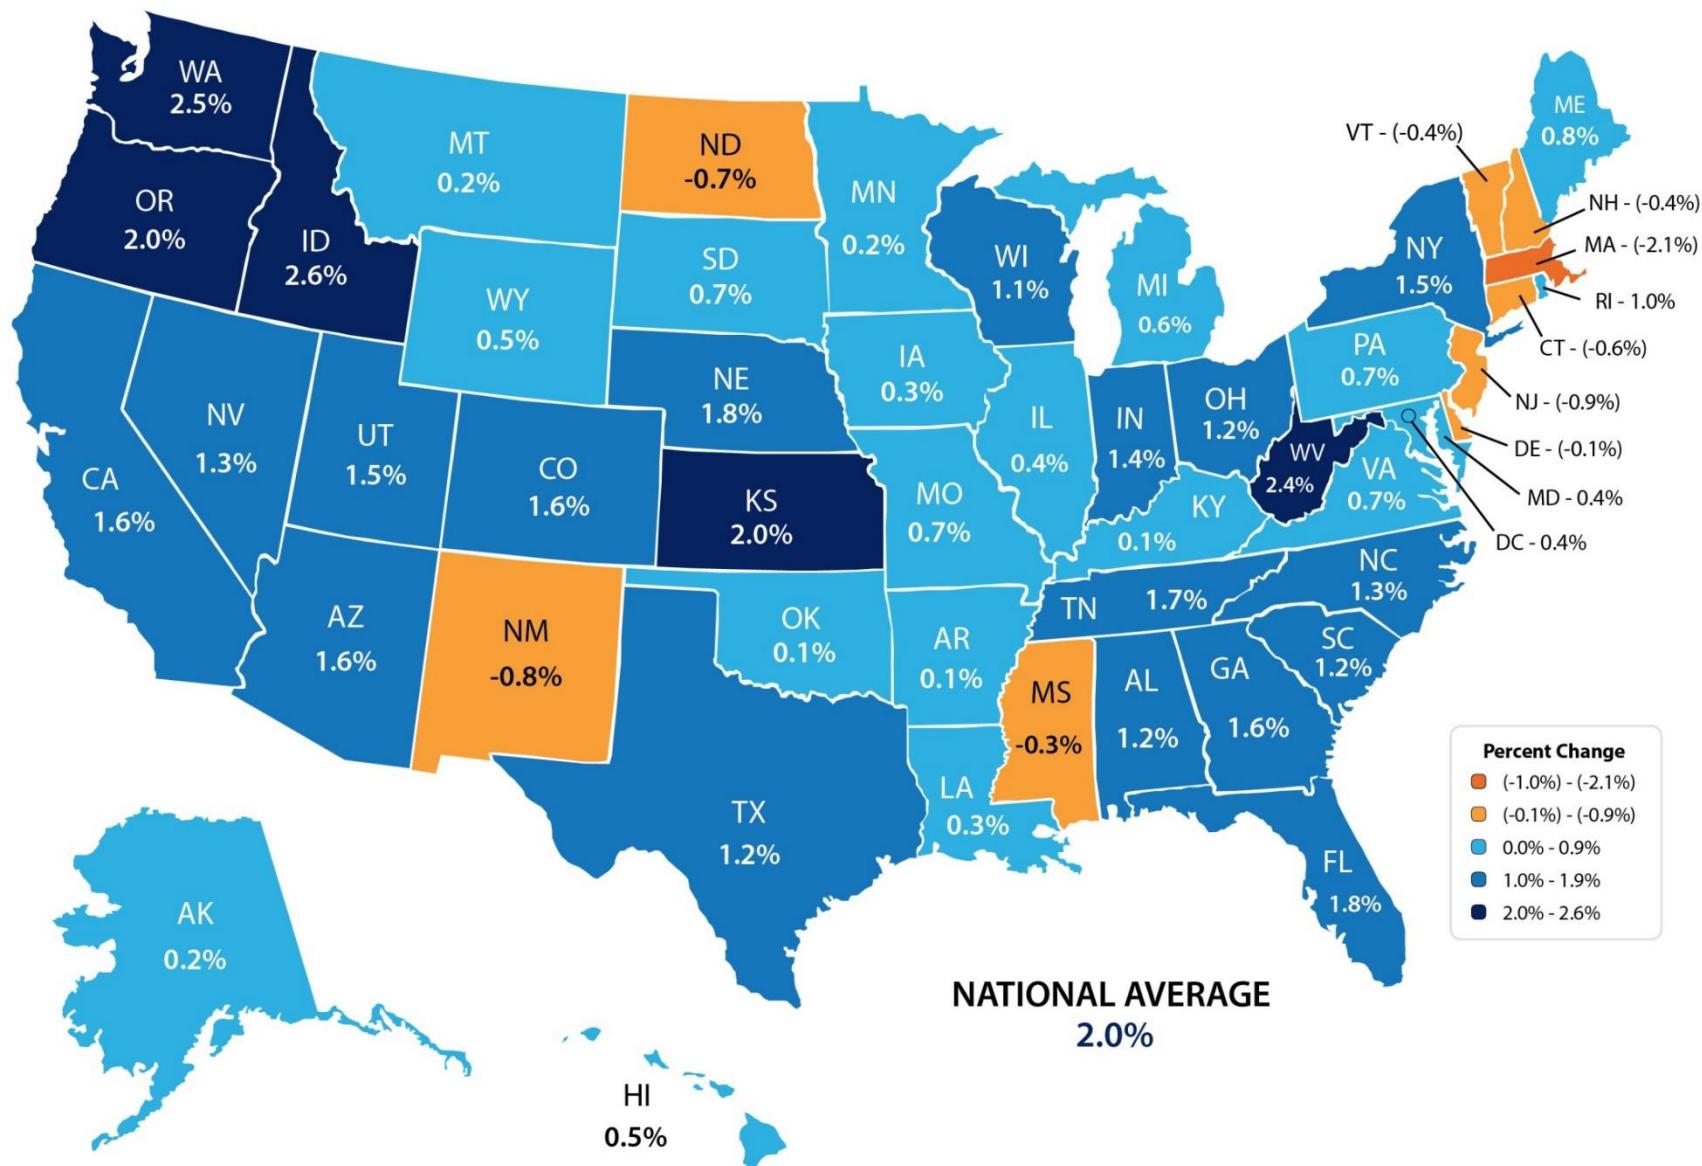 WA
2.5%
OR
2.0%
ID
2.6%
MT
0.2%
ND
-0.7%
MN
0.2%
SD
0.7%
WY
0.5%
WI
1.1%
MI
0.6%
NY
1.5%
ME
0.8%
VT - (-0.4%)
NH - (-0.4%)
MA - (-2.1%)
RI - 1.0%
CT - (-0.6%)
NJ - (-0.9%)
DE - (-0.1%)
MD - 0.4%
DC - 0.4%
CA
1.6%
NV
1.3%
UT
1.5%
CO
1.6%
NE
1.8%
IA
0.3%
IL
0.4%
IN
1.4%
OH
1.2%
PA
0.7%
WV
2.4%
VA
0.7%
KS
2.0%
MO
0.7%
KY
0.1%
AZ
1.6%
NM
-0.8%
OK
0.1%
AR
0.1%
TN 1.7%
NC
1.3%
SC
1.2%
MS
-0.3%
AL
1.2%
GA
1.6%
TX
1.2%
LA
0.3%
FL
1.8%
AK
0.2%
HI
0.5%
NATIONAL AVERAGE
2.0%
Percent Change
(-1.0%) - (-2.1%)
(-0.1%) - (-0.9%)
0.0% - 0.9%
1.0% - 1.9%
2.0% - 2.6%